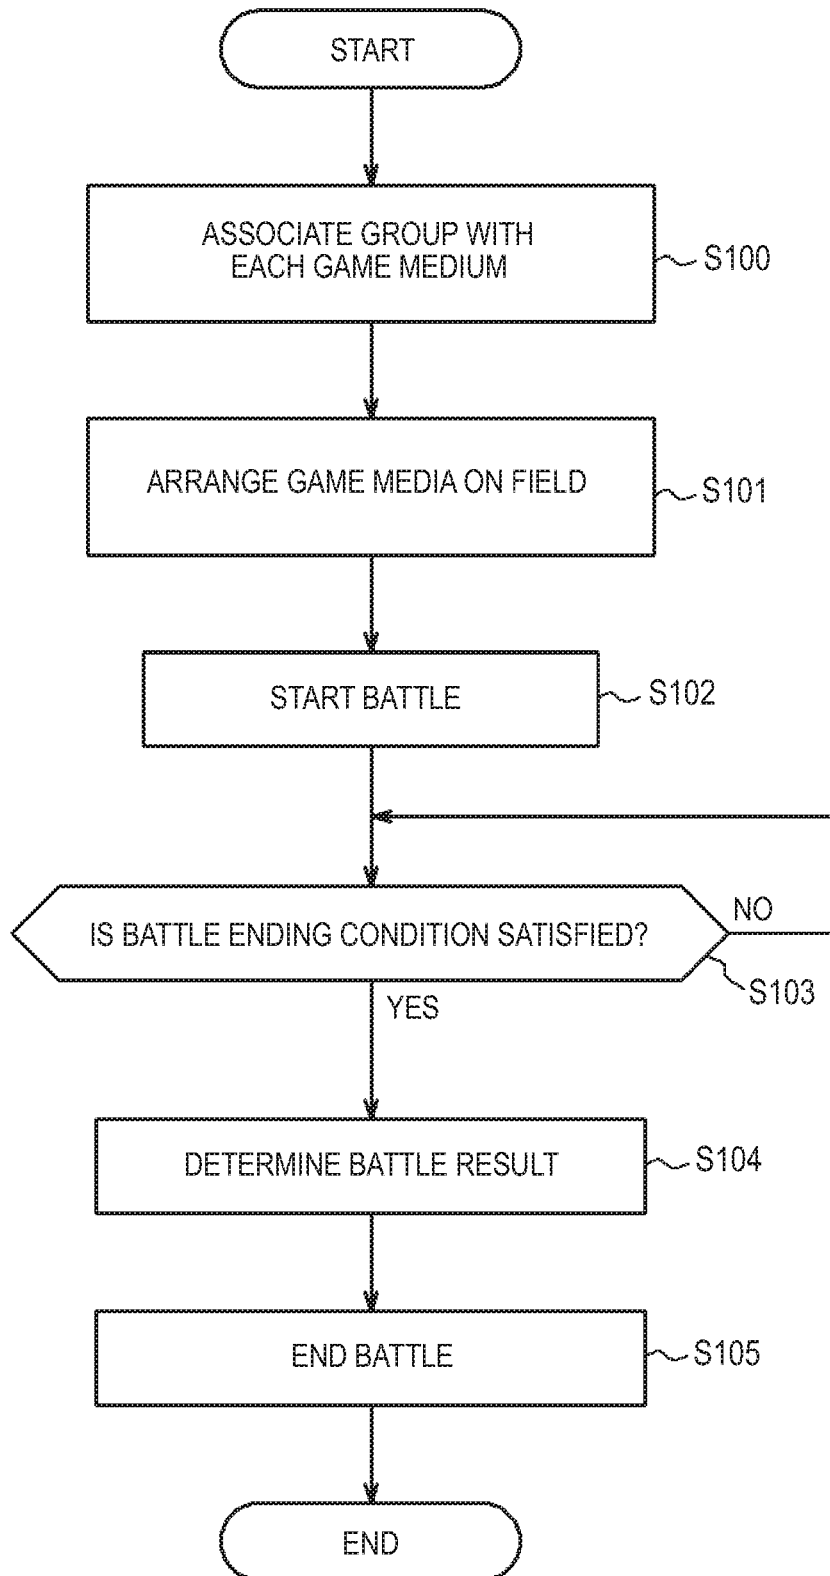 START
ASSOCIATE GROUP WITH
EACH GAME MEDIUM
S100
ARRANGE GAME MEDIA ON FIELD
S101
START BATTLE
S102
IS BATTLE ENDING CONDITION SATISFIED?
NO
S103
YES
DETERMINE BATTLE RESULT
S104
END BATTLE
S105
END